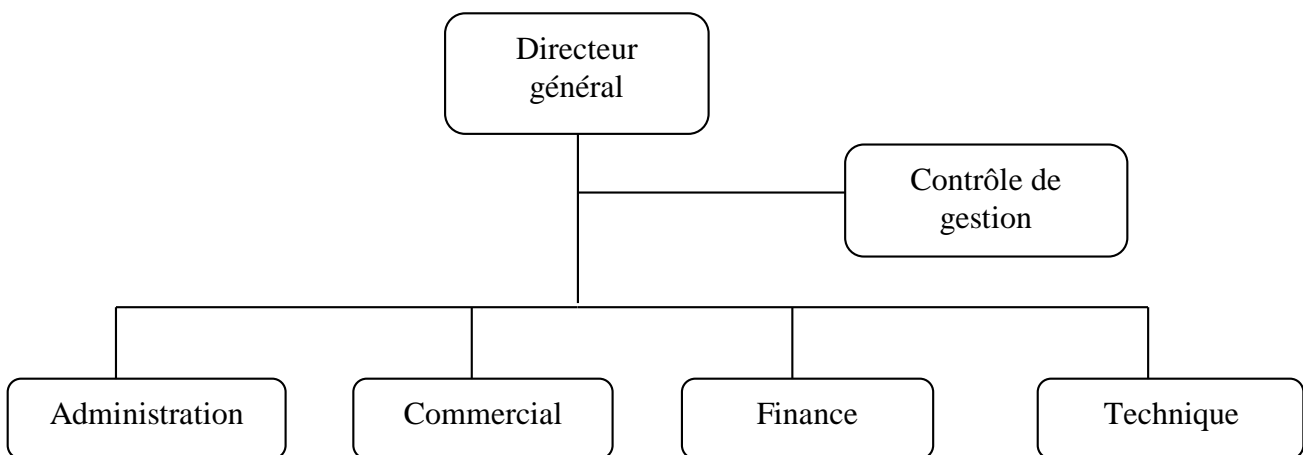 Directeur
général
Contrôle de
gestion
Administration
Commercial
Finance
Technique